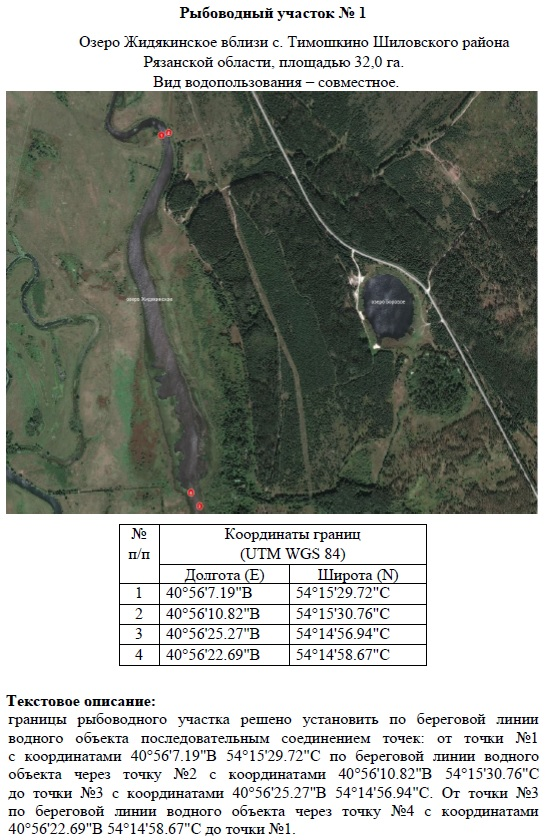 Рыбоводный участок № 1
Озеро Жидякинское вблизи с. Тимошкино Шиловского района
Рязанской области, площадью 32,0 га.
Вид водопользования – совместное.
озеро Жидякинское
озеро Боровое
№ п/п
Координаты границ
(UTM WGS 84)
Долгота (E) Широта (N)
1 40°56'7.19"В 54°15'29.72"С
2 40°56'10.82"В 54°15'30.76"С
3 40°56'25.27"В 54°14'56.94"С
4 40°56'22.69"В 54°14'58.67"С
Текстовое описание:
границы рыбоводного участка решено установить по береговой линии
водного объекта последовательным соединением точек: от точки №1
с координатами 40°56'7.19"В 54°15'29.72"С по береговой линии водного
объекта через точку №2 с координатами 40°56'10.82"В 54°15'30.76"С
до точки №3 с координатами 40°56'25.27"В 54°14'56.94"С. От точки №3
по береговой линии водного объекта через точку №4 с координатами
40°56'22.69"В 54°14'58.67"С до точки №1.